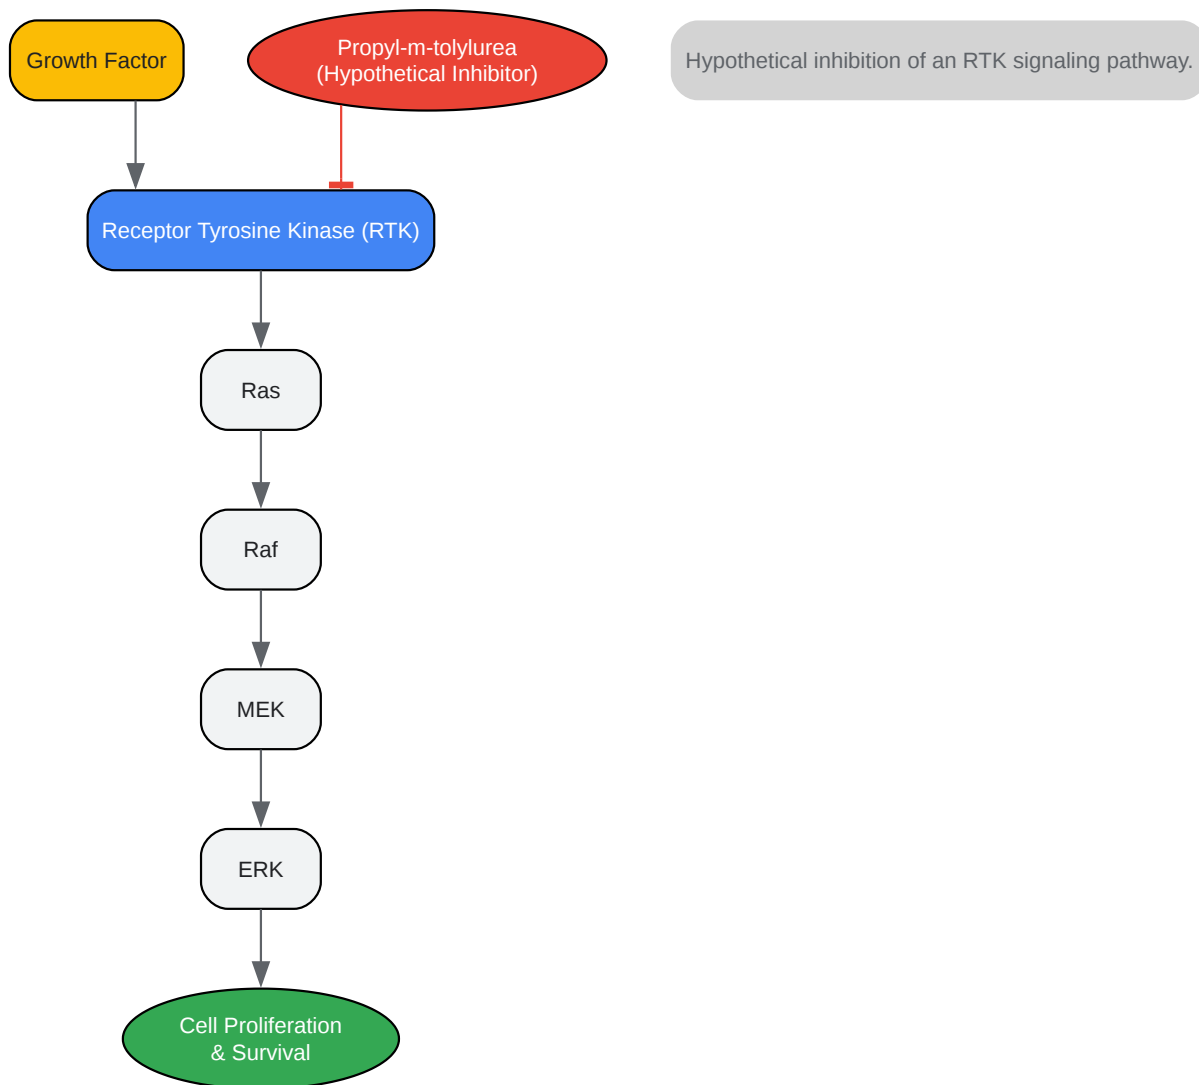 Growth Factor
Propyl-m-tolylurea
(Hypothetical Inhibitor)
Hypothetical inhibition of an RTK signaling pathway.
Receptor Tyrosine Kinase (RTK)
Ras
Raf
MEK
ERK
Cell Proliferation
& Survival